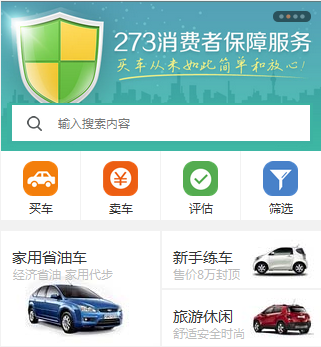 273消费者保障服务
买车从未如此简单和放心!
输入搜索内容
买车
卖车
评估
筛选
家用省油车
经济省油 家用代步
新手练车
售价8万封顶
旅游休闲
舒适安全时尚